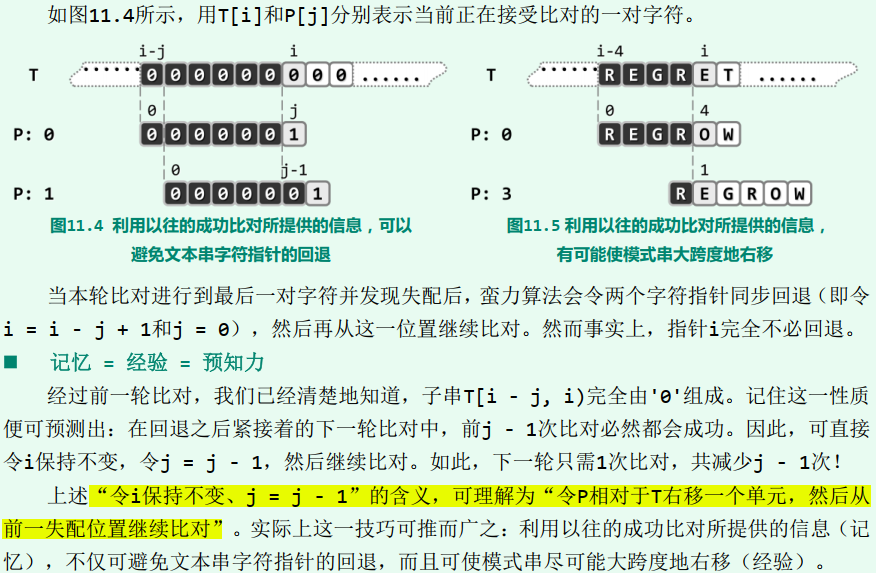 如图11.4所示，用T[i]和P[j]分别表示当前正在接受比对的一对字符。
i-j i
T ······ 0 0 0 0 0 0 0 0 0 ......
0 j
P: 0 0 0 0 0 0 0 1
0 j-1
P: 1 0 0 0 0 0 0 1
图11.4 利用以往的成功比对所提供的信息，可以
避免文本串字符指针的回退
i-4 i
T ······ R E G R E T ......
0 4
P: 0 R E G R O W
1
P: 3 R E G R O W
图11.5 利用以往的成功比对所提供的信息，
有可能使模式串大跨度地右移
当本轮比对进行到最后一对字符并发现失配后，蛮力算法会令两个字符指针同步回退（即令
i = i - j + 1和j = 0），然后再从这一位置继续比对。然而事实上，指针i完全不必回退。
■ 记忆 = 经验 = 预知力
经过前一轮比对，我们已经清楚地知道，子串T[i - j, i)完全由'0'组成。记住这一性质
便可预测出：在回退之后紧接着的下一轮比对中，前j - 1次比对必然都会成功。因此，可直接
令i保持不变，令j = j - 1，然后继续比对。如此，下一轮只需1次比对，共减少j - 1次！
上述“令i保持不变、j = j - 1”的含义，可理解为“令P相对于T右移一个单元，然后从
前一失配位置继续比对”。实际上这一技巧可推而广之：利用以往的成功比对所提供的信息（记
忆），不仅可避免文本串字符指针的回退，而且可使模式串尽可能大跨度地右移（经验）。